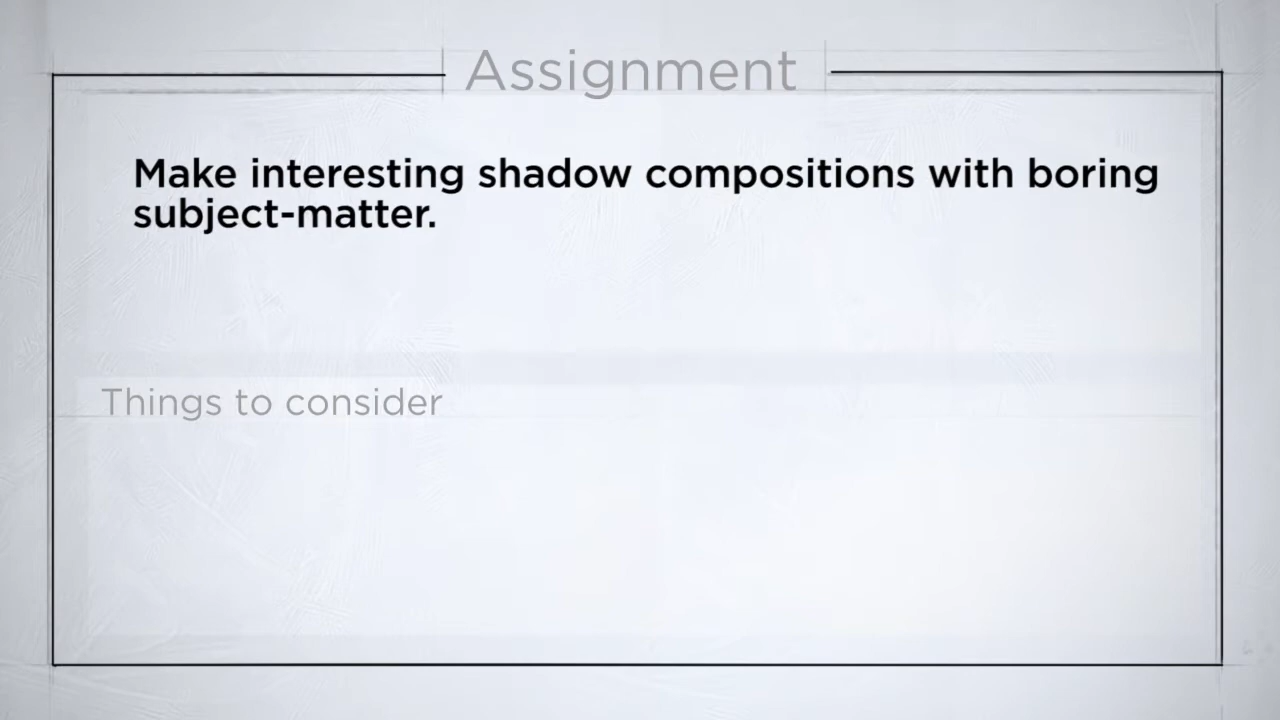 Assignment
Make interesting shadow compositions with boring
subject-matter.
Things to consider